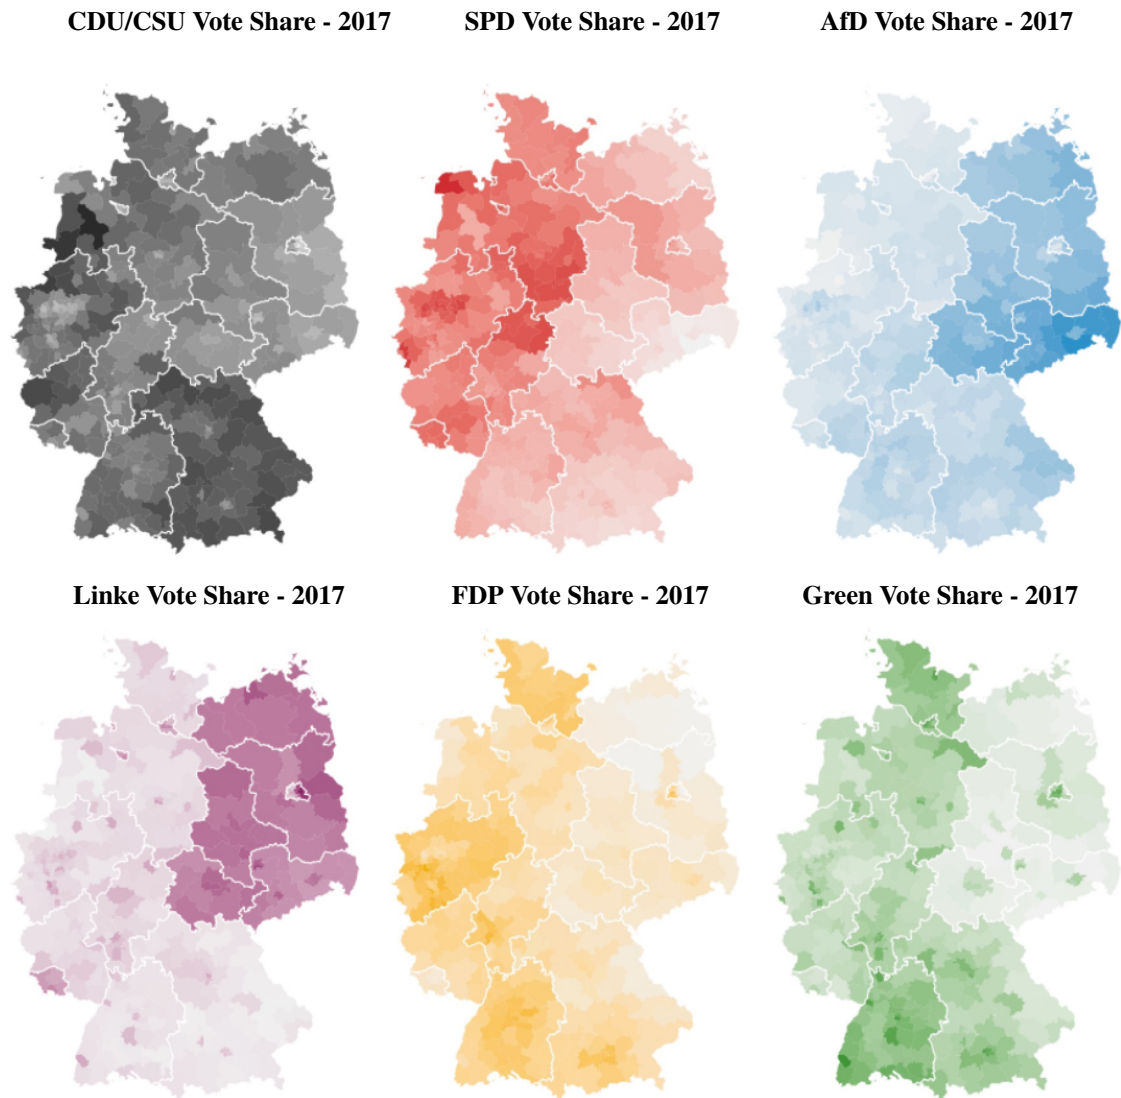 CDU/CSU Vote Share - 2017
SPD Vote Share - 2017
AfD Vote Share - 2017
Linke Vote Share - 2017
FDP Vote Share - 2017
Green Vote Share - 2017